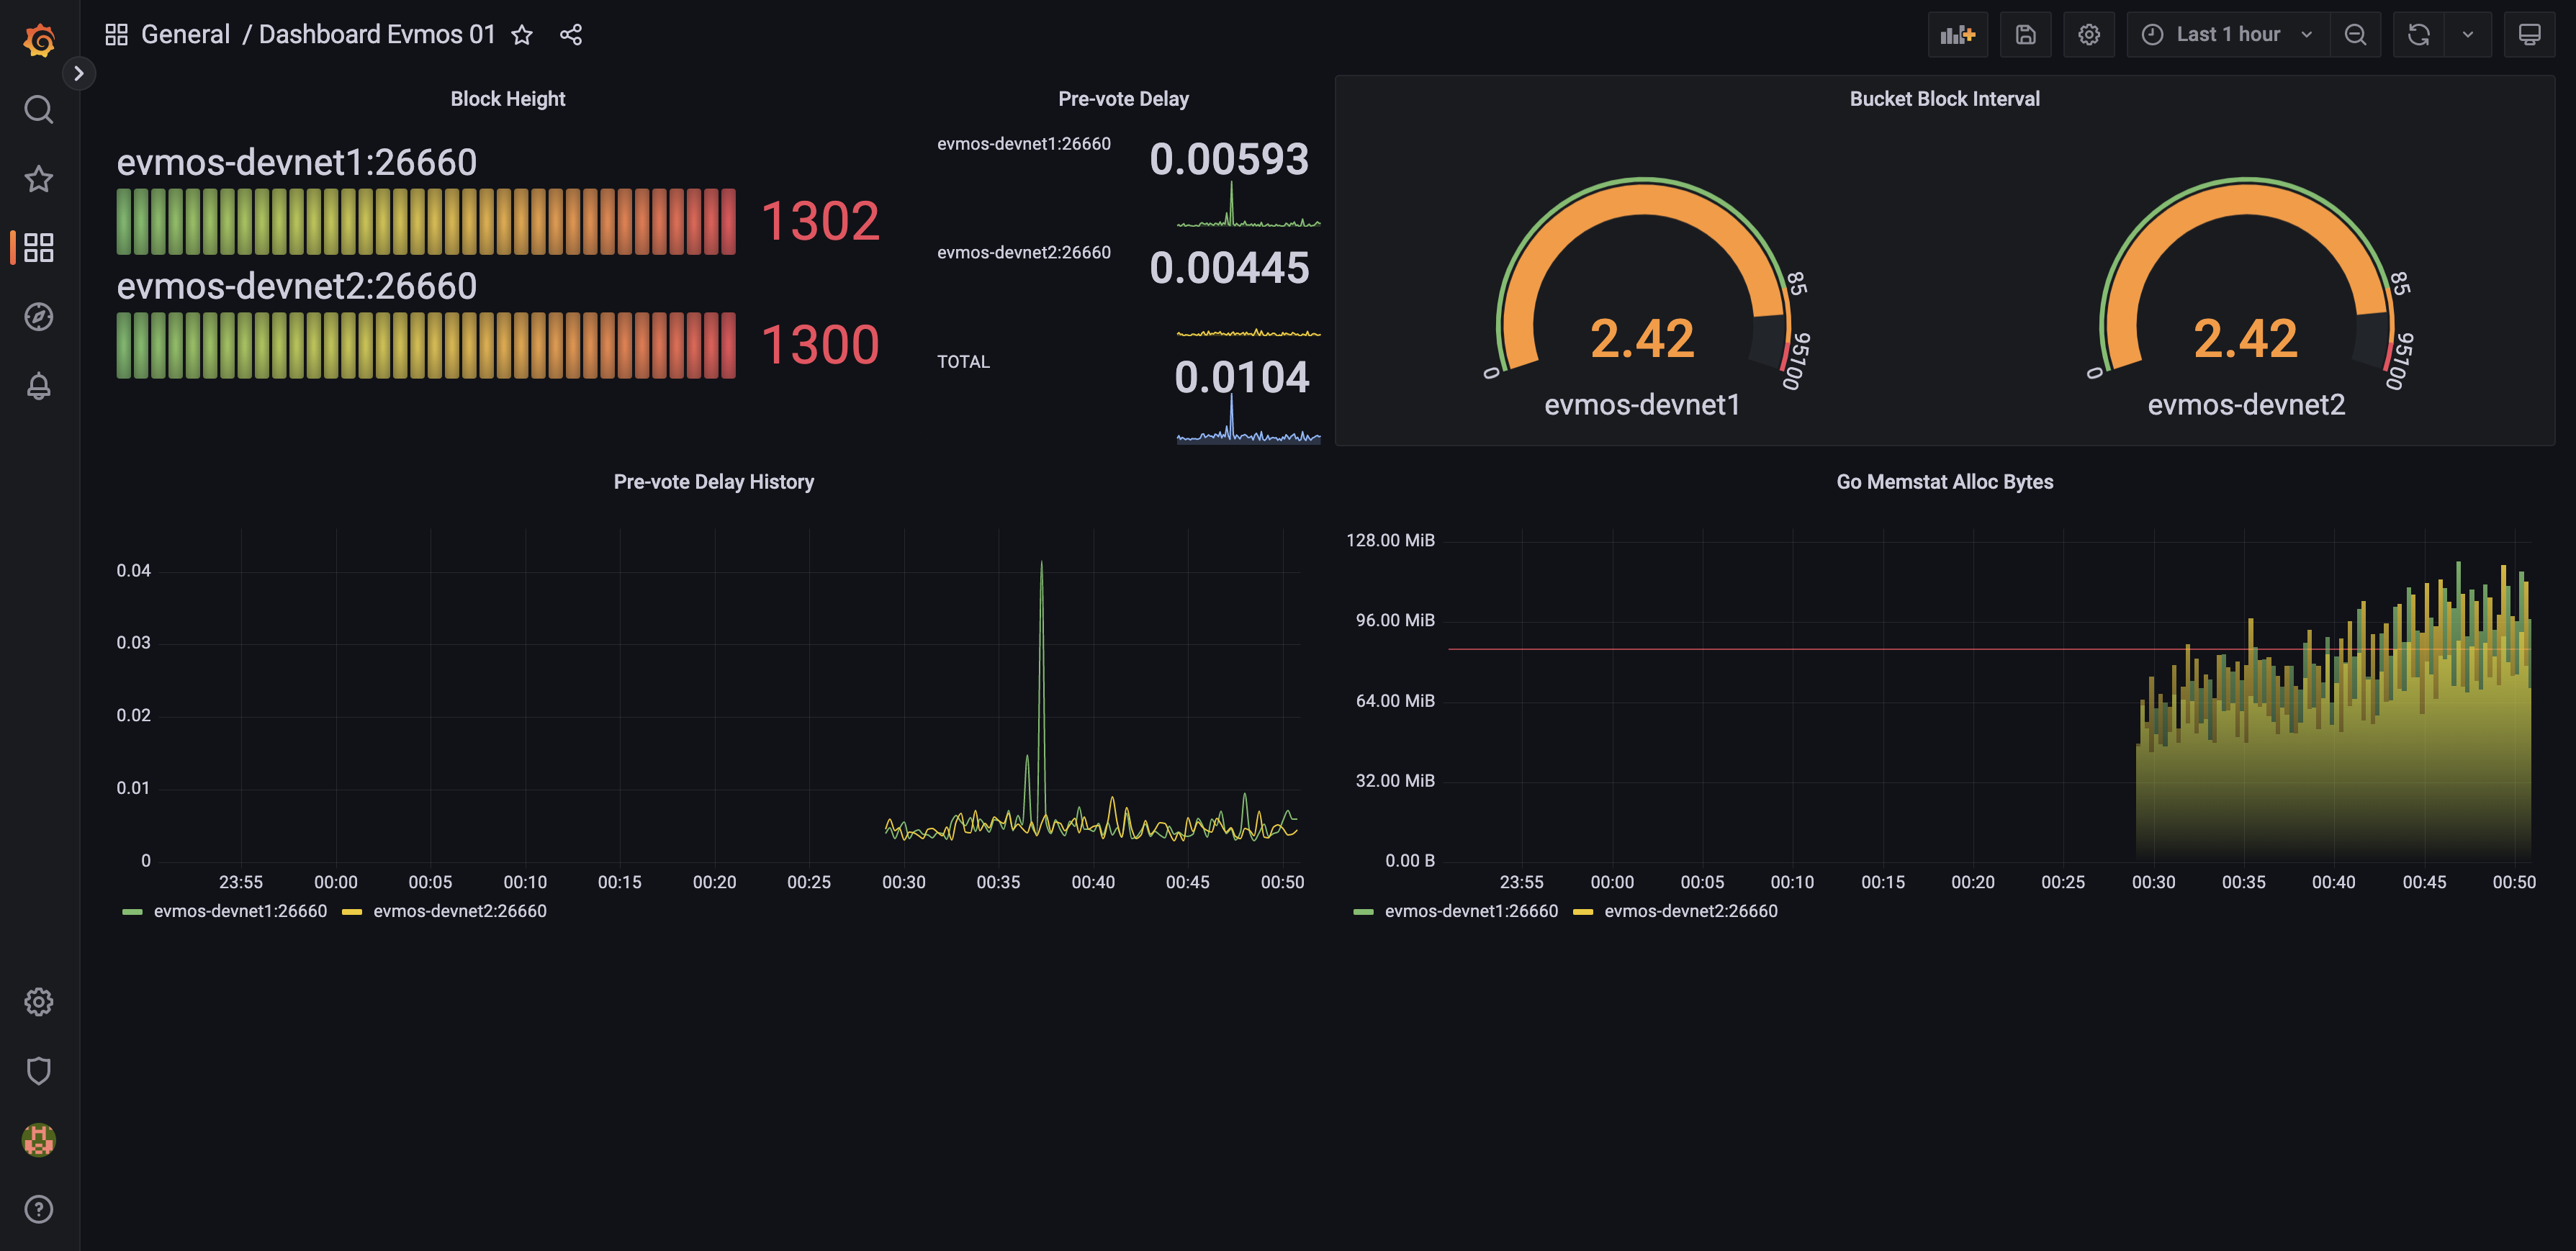 General / Dashboard Evmos 01
Last 1 hour
Block Height
evmos-devnet1:26660
1302
evmos-devnet2:26660
1300
Pre-vote Delay
evmos-devnet1:26660
0.00593
evmos-devnet2:26660
0.00445
TOTAL
0.0104
Bucket Block Interval
0
85
95
100
2.42
evmos-devnet1
0
85
95
100
2.42
evmos-devnet2
Pre-vote Delay History
0.04
0.03
0.02
0.01
0
23:55 00:00 00:05 00:10 00:15 00:20 00:25 00:30 00:35 00:40 00:45 00:50
evmos-devnet1:26660 evmos-devnet2:26660
Go Memstat Alloc Bytes
128.00 MiB
96.00 MiB
64.00 MiB
32.00 MiB
0.00 B
23:55 00:00 00:05 00:10 00:15 00:20 00:25 00:30 00:35 00:40 00:45 00:50
evmos-devnet1:26660 evmos-devnet2:26660